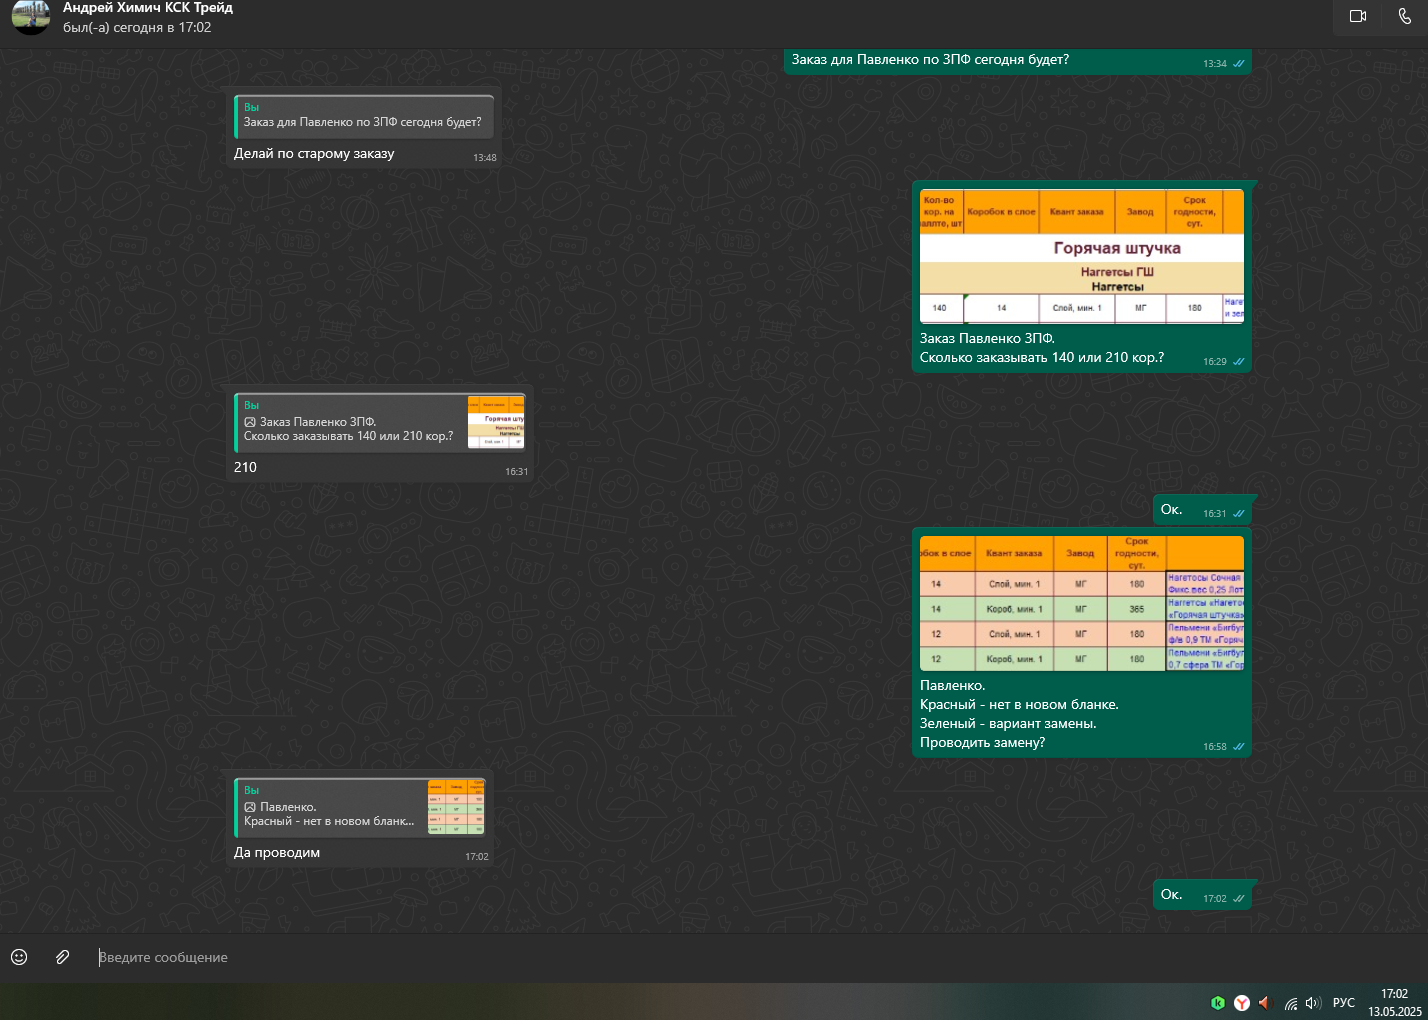 Андрей Химич КСК Трейд
был(-а) сегодня в 17:02
Заказ для Павленко по ЗПФ сегодня будет?
13:34
Вы
Заказ для Павленко по ЗПФ сегодня будет?
Делай по старому заказу
13:48
Кол-во
кор. на
шт
Коробок в слое
Квант заказа
Завод
Срок
годности,
сут.
Горячая штучка
Наггетсы ГШ
Наггетсы
140
14
Слой, мин. 1
МГ
180
Наггет
и зел
Заказ Павленко ЗПФ.
Сколько заказывать 140 или 210 кор.?
16:29
Вы
Заказ Павленко ЗПФ.
Сколько заказывать 140 или 210 кор.?
210
16:31
Ок.
16:31
бок в слое
Квант заказа
Завод
Срок
годности,
сут.
14
Слой, мин. 1
МГ
180
Нагетосы Сочная
Фикс.вес 0,25 Лот
14
Короб, мин. 1
МГ
365
Наггетсы «Нагето
«Горячая штучка»
12
Слой, мин. 1
МГ
180
Пельмени «Бигбул
ф/в 0,9 ТМ «Горяч
12
Короб, мин. 1
МГ
180
Пельмени «Бигбул
0,7 сфера ТМ «Гор
Павленко.
Красный - нет в новом бланке.
Зеленый - вариант замены.
Проводить замену?
16:58
Вы
Павленко.
Красный - нет в новом бланк...
Да проводим
17:02
Ок.
17:02
Введите сообщение
РУС
17:02
13.05.2025